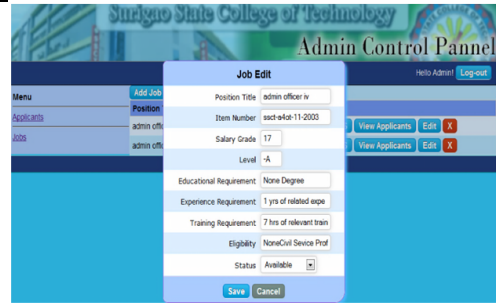 Surigao State College of Technology
Admin Control Pannel
Hello Admin! Log-out
Menu
Applicants
Jobs
Add Job
Position
admin offi
View Applicants Edit X
admin offi
View Applicants Edit X
Job Edit
Position Title admin officer iv
Item Number ssct-a4ot-11-2003
Salary Grade 17
Level -A
Educational Requirement None Degree
Experience Requirement 1 yrs of related expe
Training Requirement 7 hrs of relevant train
Eligibility NoneCivil Sevice Prof
Status Available
Save Cancel